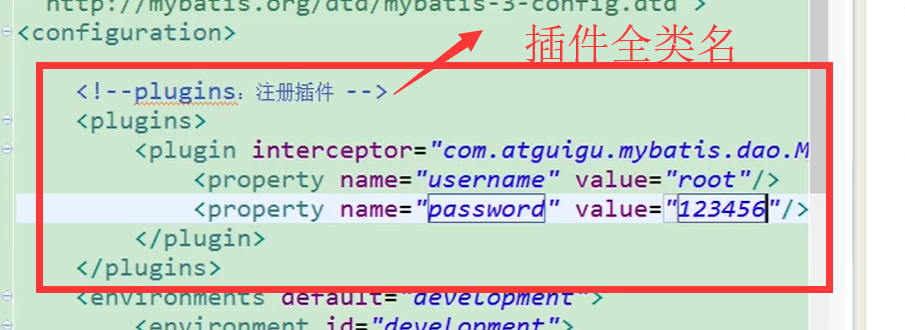 http://mybatis.org/dtd/mybatis-3-config.dtd">
<configuration>
插件全类名
<!--plugins：注册插件 -->
<plugins>
<plugin interceptor="com.atguigu.mybatis.dao.M
<property name="username" value="root"/>
<property name="password" value="123456"/>
</plugin>
</plugins>
<environments default="development">
<environment id="development">